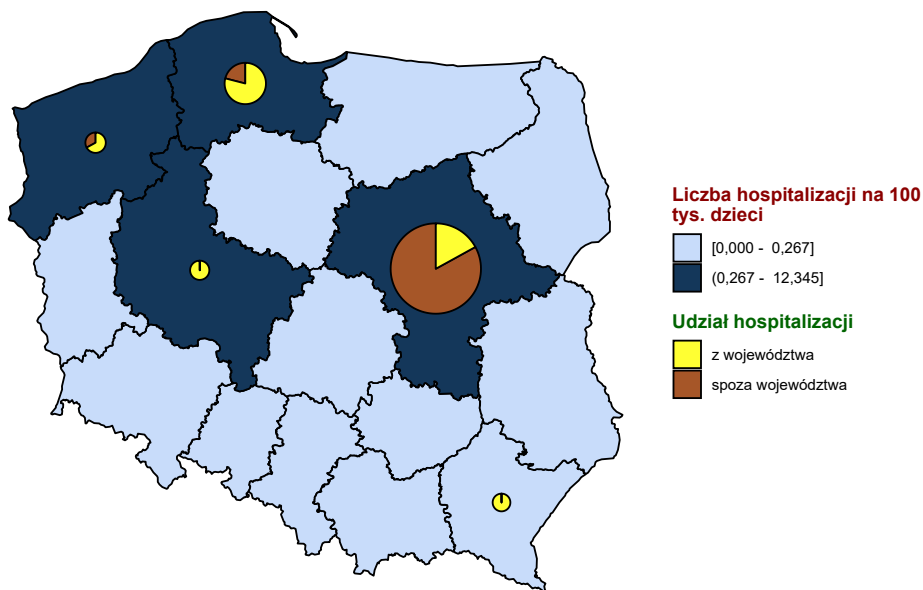 Liczba hospitalizacji na 100
tys. dzieci
[0,000 - 0,267]
(0,267 - 12,345]
Udział hospitalizacji
z województwa
spoza województwa